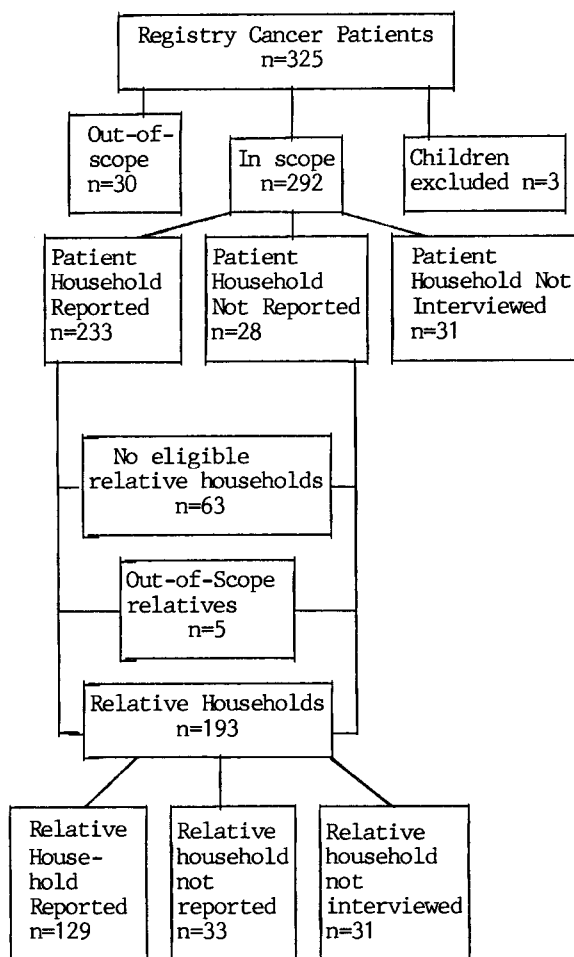 Registry Cancer Patients
n=325
Out-of-
scope
n=30
In scope
n=292
Children
excluded n=3
Patient
Household
Reported
n=233
Patient
Household
Not Reported
n=28
Patient
Household Not
Interviewed
n=31
No eligible
relative households
n=63
Out-of-Scope
relatives
n=5
Relative Households
n=193
Relative
House-
hold
Reported
n=129
Relative
household
not
reported
n=33
Relative
household
not
interviewed
n=31